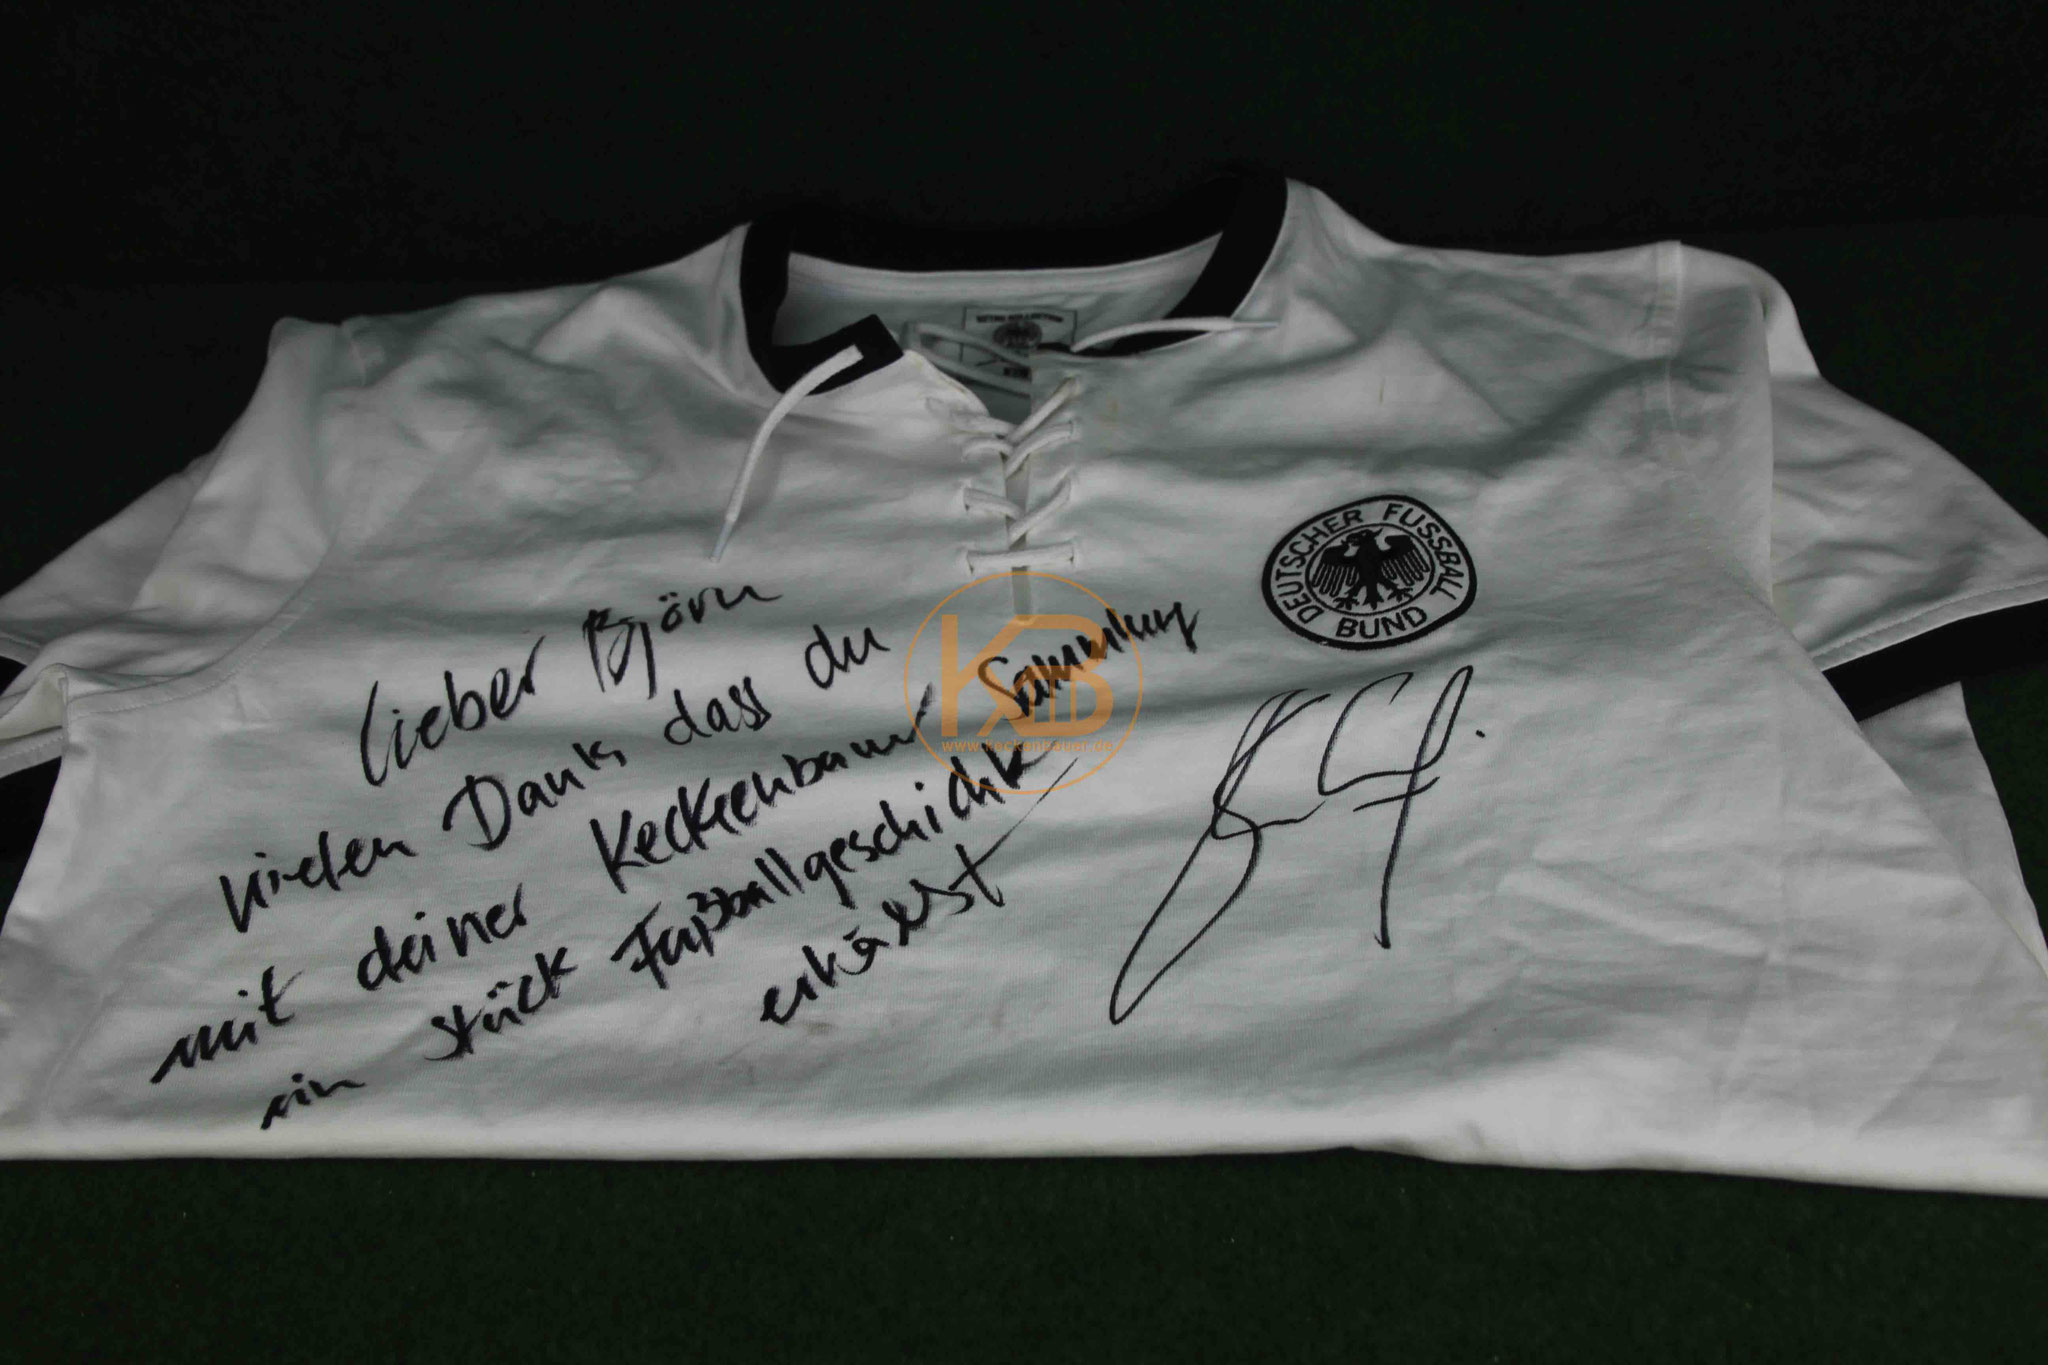 DEUTSCHER FUSSBALL BUND
Lieber Björn
vielen Dank dass du
mit deiner Keckenbauer Sammlung
ein Stück Fußballgeschichte
erhälst
KB
www.keckenbauer.de